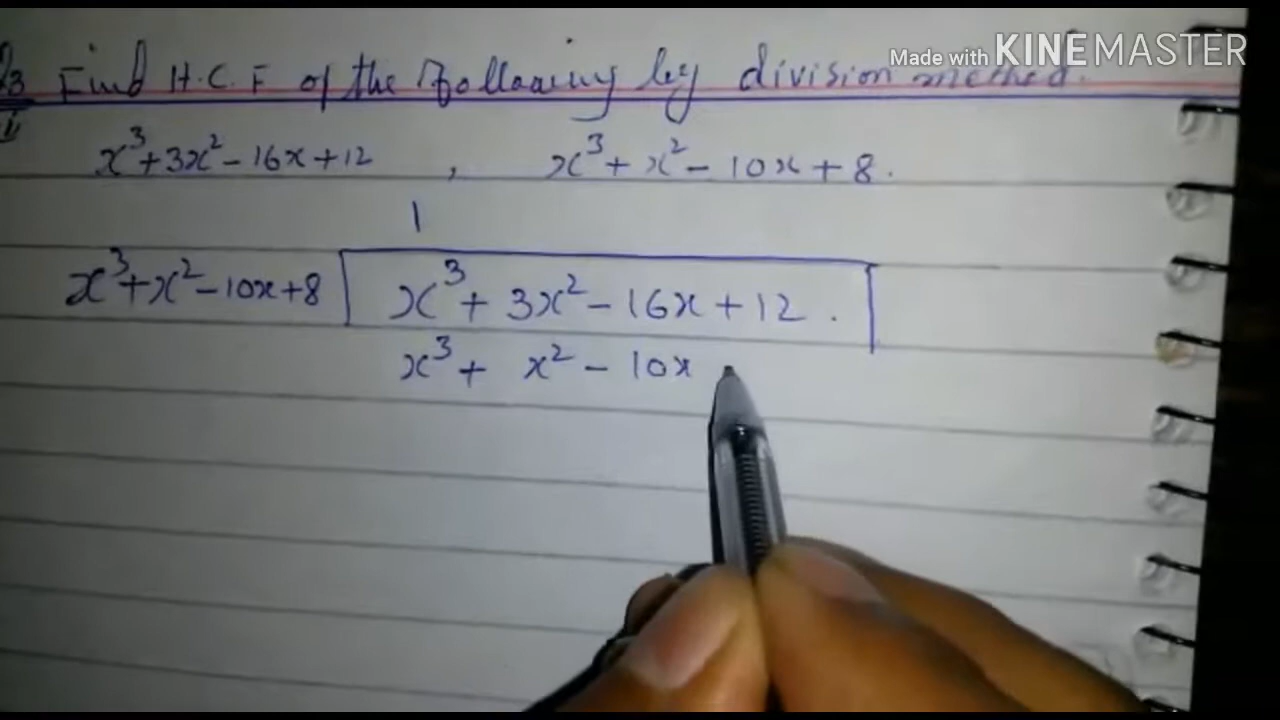 Made with KINEMASTER
Q3 Find H.C.F of the following by division method.
x³+3x²-16x+12 , x³+x²-10x+8.
1
x³+x²-10x+8 x³+3x²-16x+12.
x³+ x²-10x